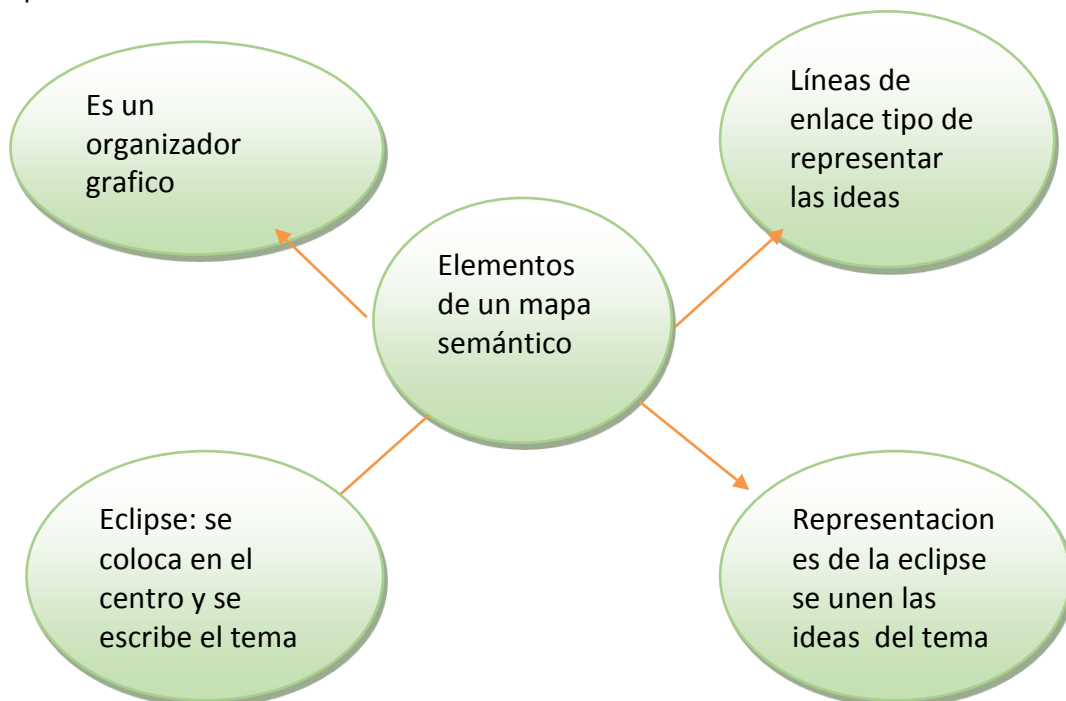 Es un
organizador
grafico
Líneas de
enlace tipo de
representar
las ideas
Elementos
de un mapa
semántico
Eclipse: se
coloca en el
centro y se
escribe el tema
Representacion
es de la eclipse
se unen las
ideas del tema